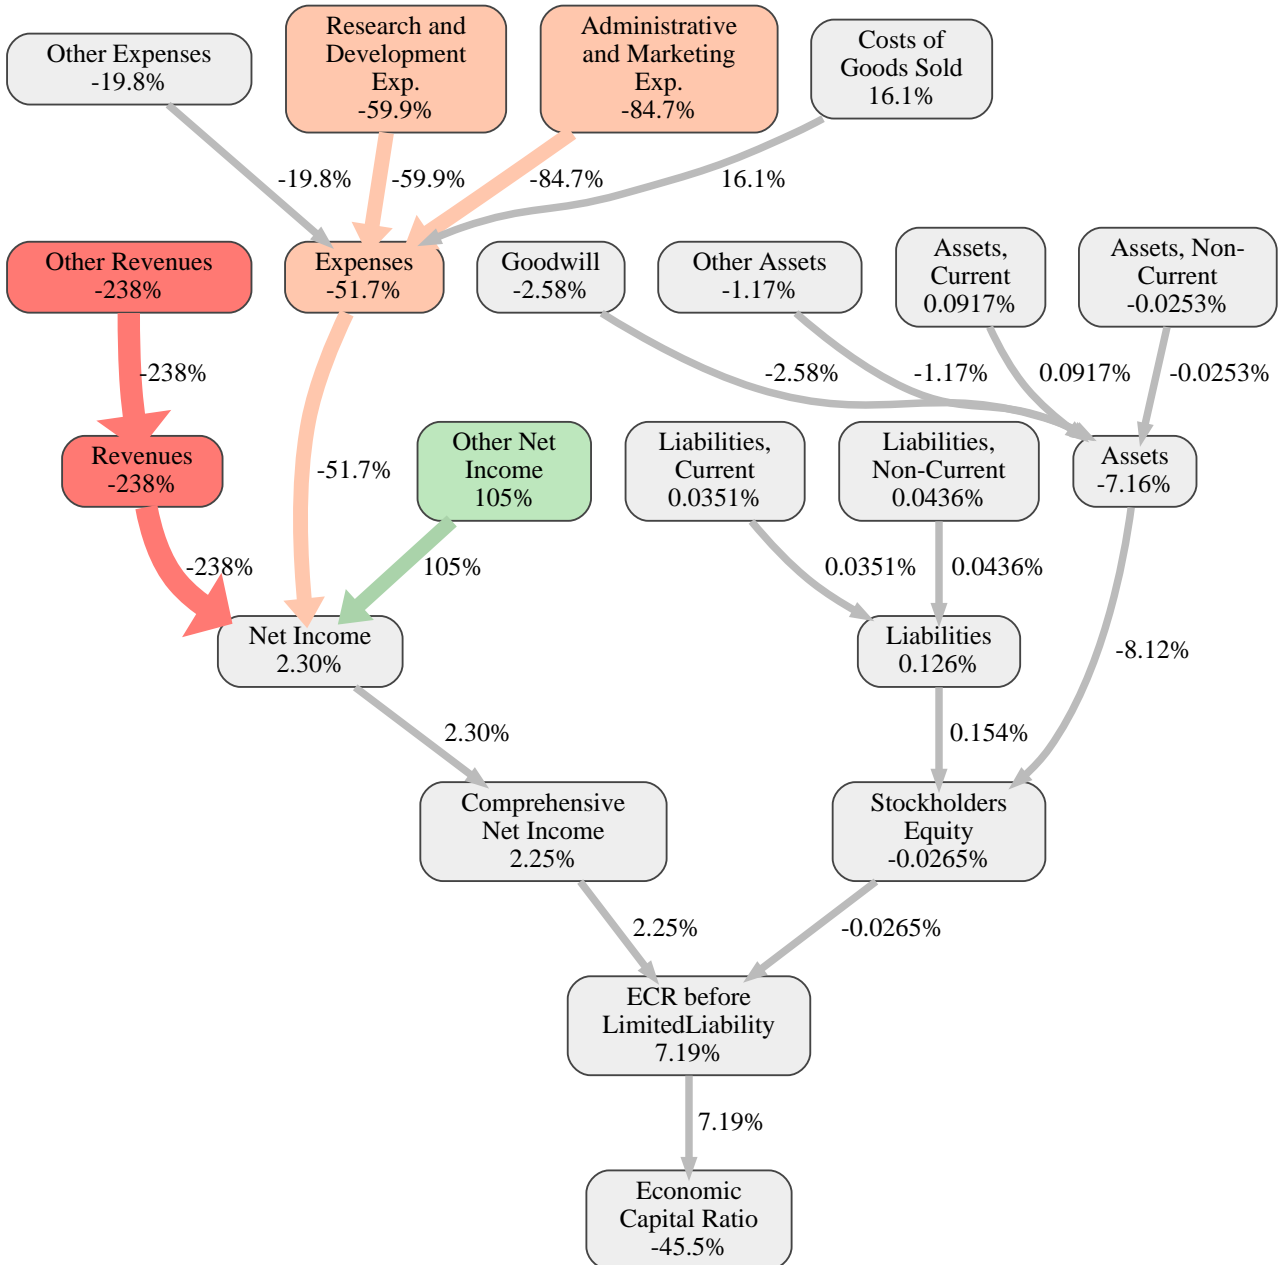 Other Expenses
-19.8%
Research and
Development
Exp.
-59.9%
Administrative
and Marketing
Exp.
-84.7%
Costs of
Goods Sold
16.1%
-19.8%
-59.9%
-84.7%
16.1%
Other Revenues
-238%
Expenses
-51.7%
Goodwill
-2.58%
Other Assets
-1.17%
Assets,
Current
0.0917%
Assets, Non-
Current
-0.0253%
-238%
-2.58%
-1.17%
0.0917%
-0.0253%
Revenues
-238%
-51.7%
Other Net
Income
105%
Liabilities,
Current
0.0351%
Liabilities,
Non-Current
0.0436%
Assets
-7.16%
-238%
105%
0.0351%
0.0436%
Net Income
2.30%
Liabilities
0.126%
-8.12%
2.30%
0.154%
Comprehensive
Net Income
2.25%
Stockholders
Equity
-0.0265%
2.25%
-0.0265%
ECR before
LimitedLiability
7.19%
7.19%
Economic
Capital Ratio
-45.5%